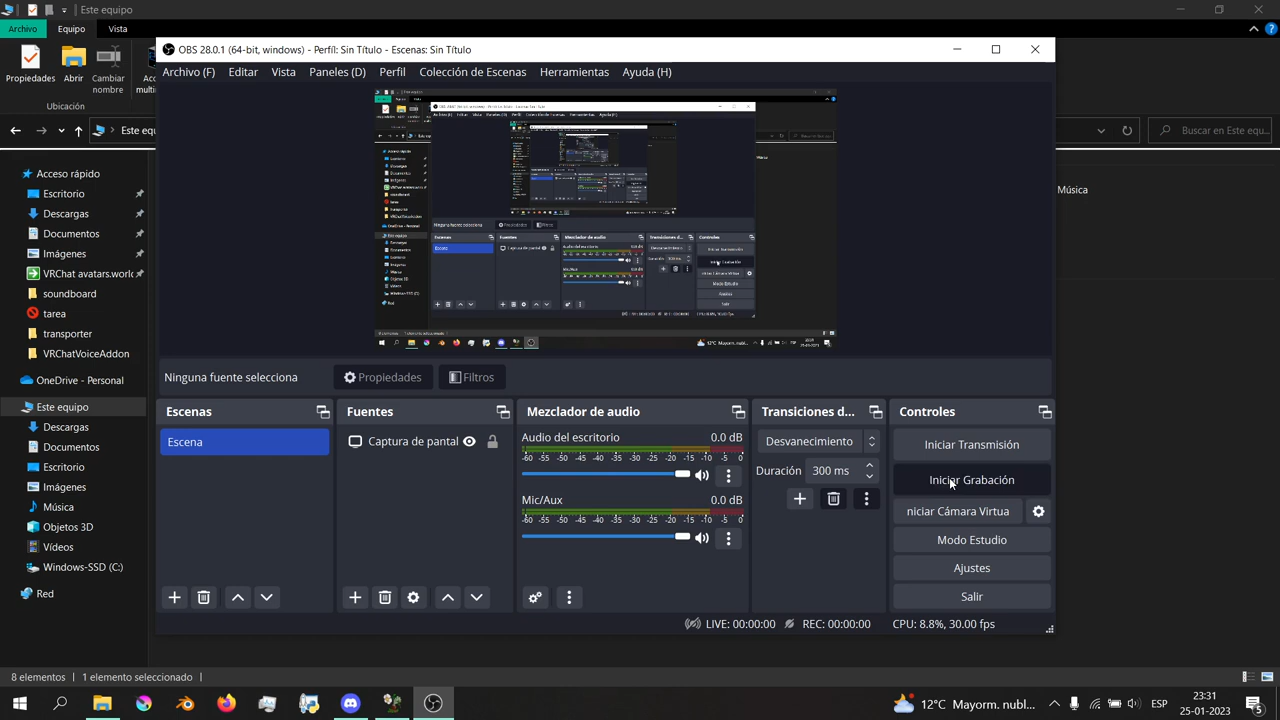 Este equipo
Archivo Equipo Vista
Propiedades Abrir Cambiar nombre
Ubicación
OBS 28.0.1 (64-bit, windows) - Perfil: Sin Título - Escenas: Sin Título
Archivo (F) Editar Vista Paneles (D) Perfil Colección de Escenas Herramientas Ayuda (H)
Este equ
Buscar en Este equi
Acceso rápido
Escritorio
Descargas
Documentos
Imágenes
VRChat avatars.work
soundboard
tarea
transporter
VRChatVoiceAddon
OneDrive - Personal
Este equipo
Descargas
Documentos
Escritorio
Imágenes
Música
Objetos 3D
Vídeos
Windows-SSD (C:)
Red
Música
Ninguna fuente selecciona Propiedades Filtros
Escenas
Escena
Fuentes
Captura de pantal
Mezclador de audio
Audio del escritorio 0.0 dB
-60 -55 -50 -45 -40 -35 -30 -25 -20 -15 -10 -5 0
Mic/Aux 0.0 dB
-60 -55 -50 -45 -40 -35 -30 -25 -20 -15 -10 -5 0
Transiciones d...
Desvanecimiento
Duración 300 ms
Controles
Iniciar Transmisión
Iniciar Grabación
niciar Cámara Virtua
Modo Estudio
Ajustes
Salir
LIVE: 00:00:00 REC: 00:00:00 CPU: 8.8%, 30.00 fps
8 elementos 1 elemento seleccionado
12°C Mayorm. nubl... ESP 23:31
25-01-2023
5